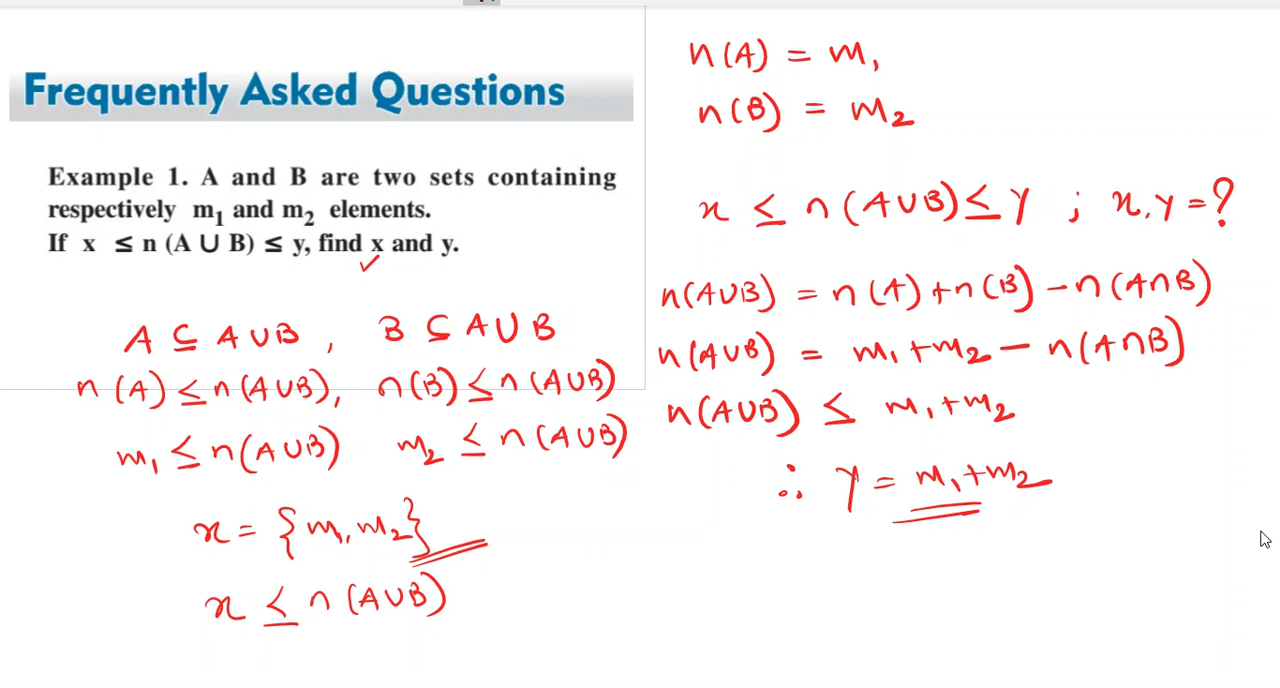 Frequently Asked Questions
Example 1. A and B are two sets containing
respectively m₁ and m₂ elements.
If x ≤ n (A ∪ B) ≤ y, find x and y.
A ⊆ A ∪ B , B ⊆ A ∪ B
n (A) ≤ n (A ∪ B), n (B) ≤ n (A ∪ B)
m₁ ≤ n (A ∪ B) m₂ ≤ n (A ∪ B)
x = {m₁, m₂}
x ≤ n (A ∪ B)
n (A) = m₁
n (B) = m₂
x ≤ n (A ∪ B) ≤ y ; x, y = ?
n (A ∪ B) = n (A) + n (B) − n (A ∩ B)
n (A ∪ B) = m₁ + m₂ − n (A ∩ B)
n (A ∪ B) ≤ m₁ + m₂
∴ y = m₁ + m₂